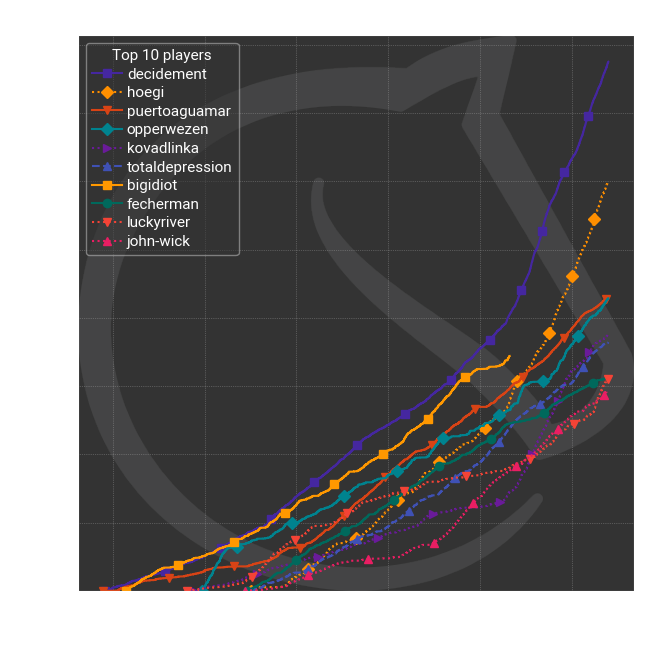 Top 10 players
decidement
hoegi
puertoaguamar
opperwezen
kovadlinka
totaldepression
bigidiot
fecherman
luckyriver
john-wick